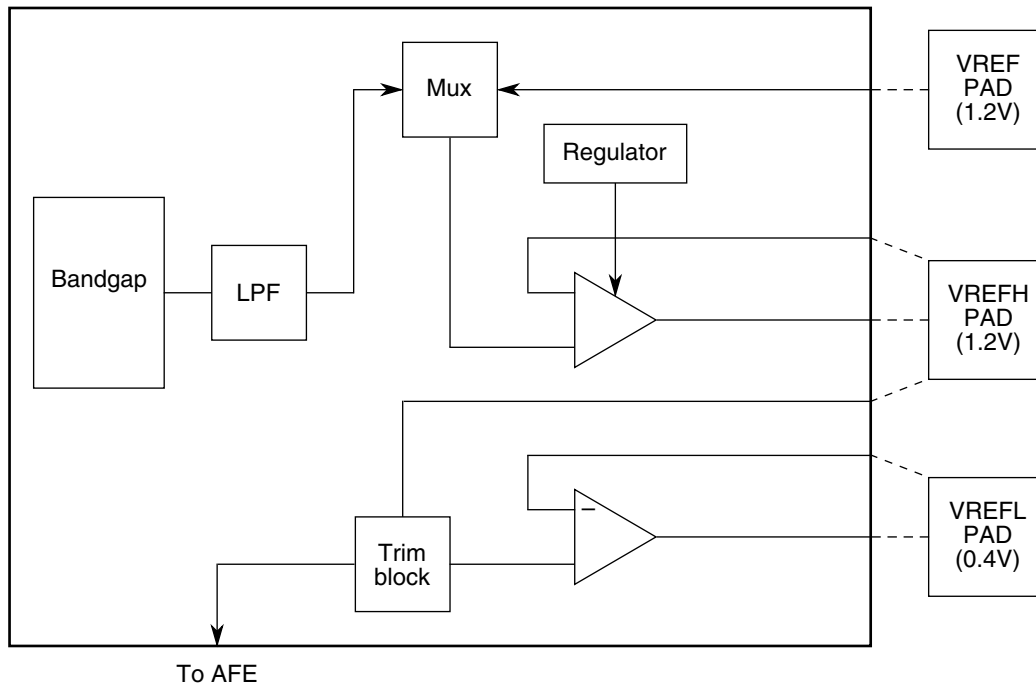 Mux
VREF
PAD
(1.2V)
Regulator
Bandgap
LPF
VREFH
PAD
(1.2V)
Trim
block
VREFL
PAD
(0.4V)
To AFE